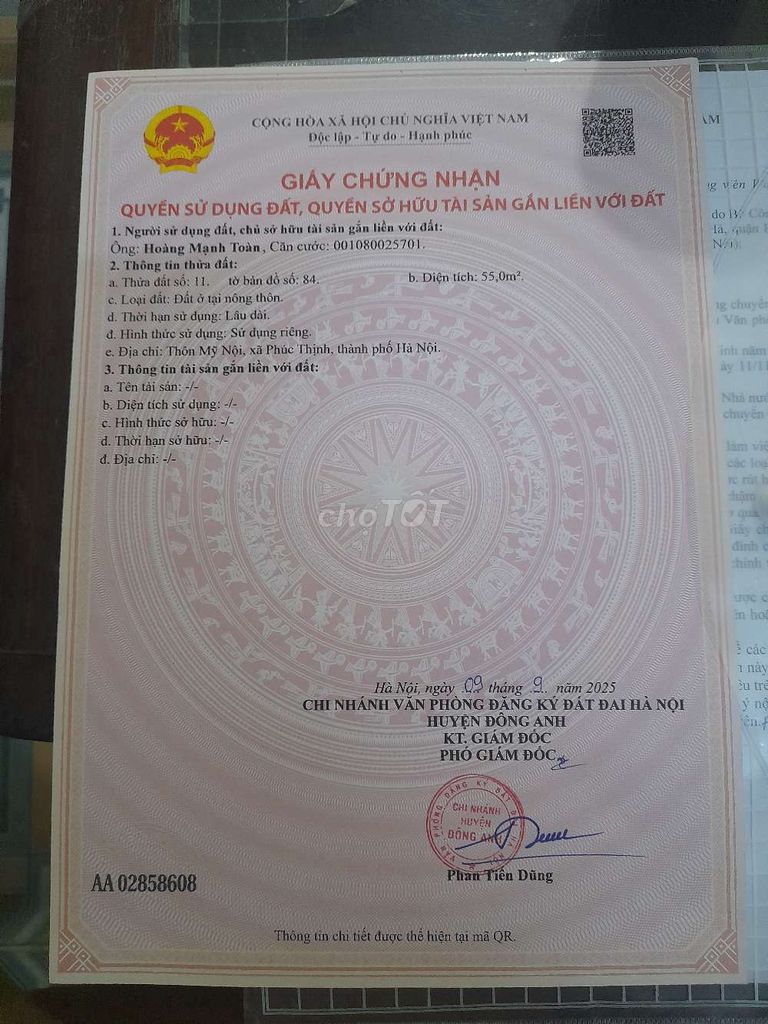 CỘNG HÒA XÃ HỘI CHỦ NGHĨA VIỆT NAM
Độc lập - Tự do - Hạnh phúc
GIẤY CHỨNG NHẬN
QUYỀN SỬ DỤNG ĐẤT, QUYỀN SỞ HỮU TÀI SẢN GẮN LIỀN VỚI ĐẤT
1. Người sử dụng đất, chủ sở hữu tài sản gắn liền với đất:
Ông: Hoàng Mạnh Toàn, Căn cước: 001080025701.
2. Thông tin thửa đất:
a. Thửa đất số: 11. tờ bản đồ số: 84. b. Diện tích: 55,0m².
c. Loại đất: Đất ở tại nông thôn.
d. Thời hạn sử dụng: Lâu dài.
đ. Hình thức sử dụng: Sử dụng riêng.
e. Địa chỉ: Thôn Mỹ Nội, xã Phúc Thịnh, thành phố Hà Nội.
3. Thông tin tài sản gắn liền với đất:
a. Tên tài sản: -/-
b. Diện tích sử dụng: -/-
c. Hình thức sở hữu: -/-
d. Thời hạn sở hữu: -/-
đ. Địa chỉ: -/-
choTỐT
Hà Nội, ngày 09 tháng 9 năm 2025
CHI NHÁNH VĂN PHÒNG ĐĂNG KÝ ĐẤT ĐAI HÀ NỘI
HUYỆN ĐÔNG ANH
KT. GIÁM ĐỐC
PHÓ GIÁM ĐỐC
CHI NHÁNH
HUYỆN
ĐÔNG ANH
Phan Tiến Dũng
AA 02858608
Thông tin chi tiết được thể hiện tại mã QR.